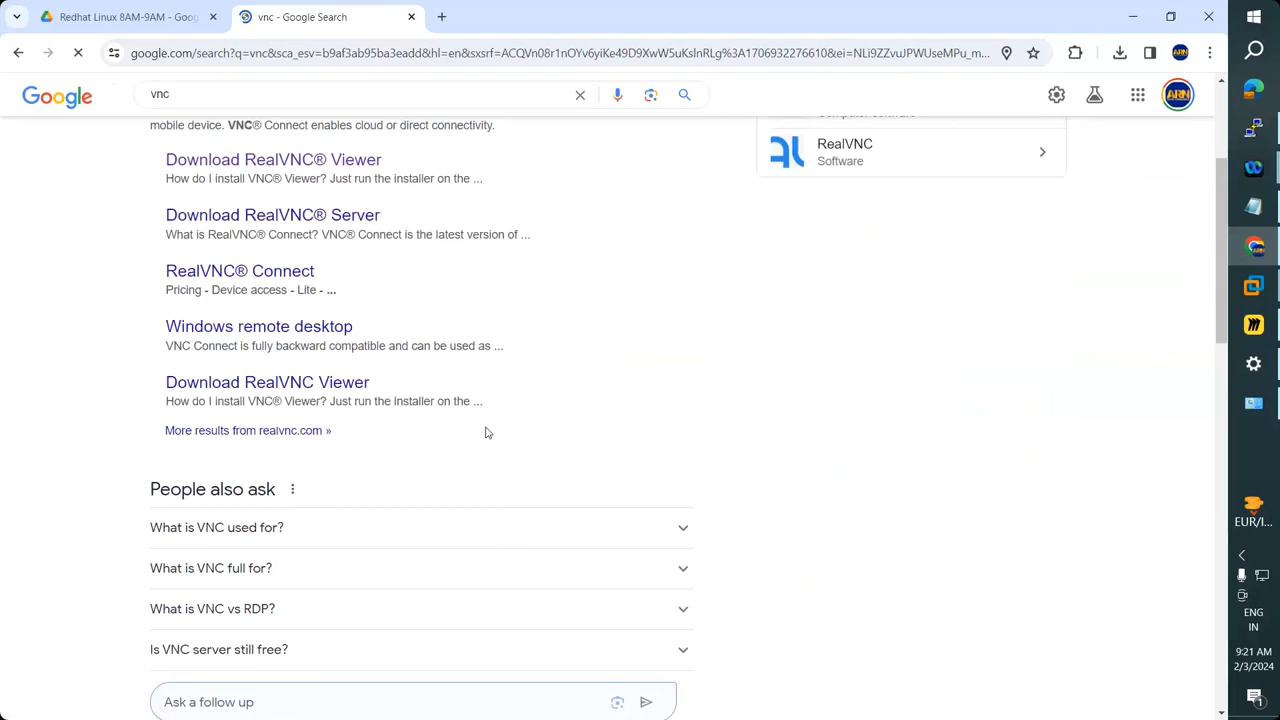 Redhat Linux 8AM-9AM - Goog
vnc - Google Search
google.com/search?q=vnc&sca_esv=b9af3ab95ba3eadd&hl=en&sxsrf=ACQVn08r1nOYv6yiKe49D9XwW5uKslnRLg%3A1706932276610&ei=NLi9ZZvuJPWUseMPu_m...
ARN
Google
vnc
ARN
mobile device. VNC® Connect enables cloud or direct connectivity.
Download RealVNC® Viewer
How do I install VNC® Viewer? Just run the installer on the ...
Download RealVNC® Server
What is RealVNC® Connect? VNC® Connect is the latest version of ...
RealVNC® Connect
Pricing - Device access - Lite - ...
Windows remote desktop
VNC Connect is fully backward compatible and can be used as ...
Download RealVNC Viewer
How do I install VNC® Viewer? Just run the installer on the ...
More results from realvnc.com »
RealVNC
Software
People also ask
What is VNC used for?
What is VNC full for?
What is VNC vs RDP?
Is VNC server still free?
Ask a follow up
EUR/I...
ENG
IN
9:21 AM
2/3/2024
1